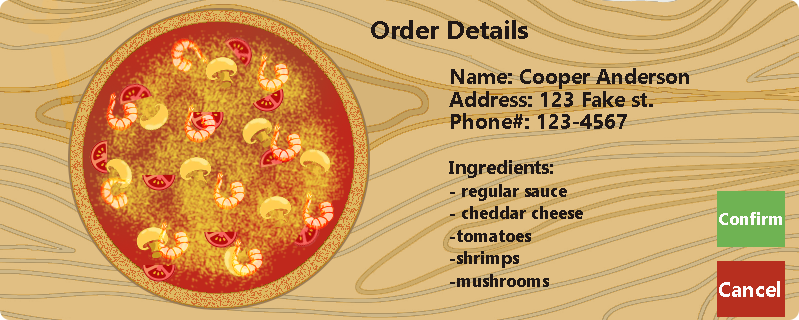 Order Details
Name: Cooper Anderson
Address: 123 Fake st.
Phone#: 123-4567
Ingredients:
- regular sauce
- cheddar cheese
-tomatoes
-shrimps
-mushrooms
Confirm
Cancel